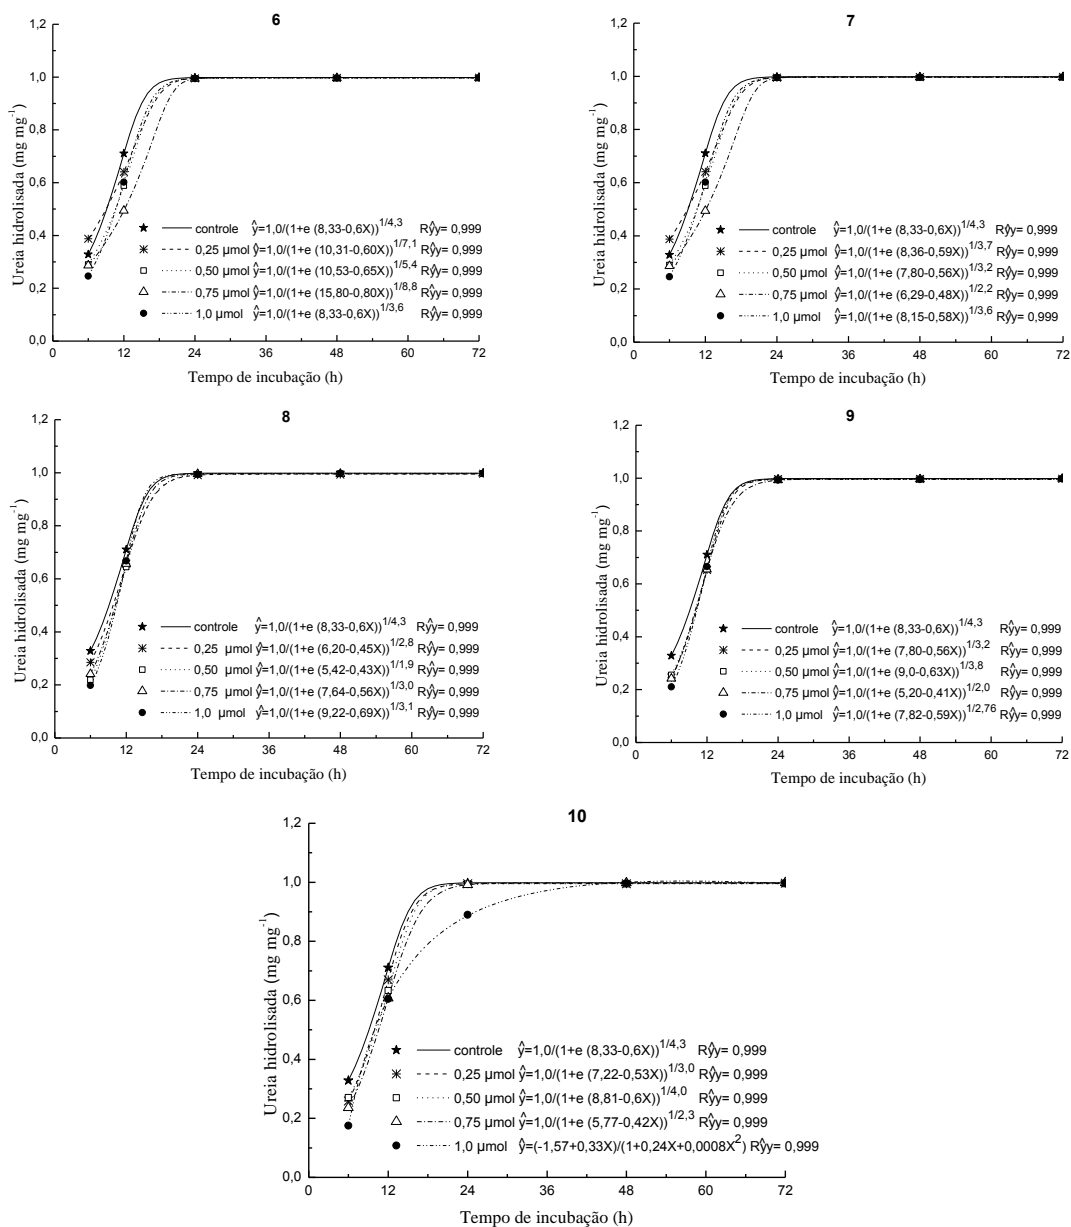 6
Ureia hidrolisada (mg mg⁻¹)
1,2
1,0
0,8
0,6
0,4
0,2
0,0
controle ŷ=1,0/(1+e (8,33-0,6X))^1/4,3 Rŷy= 0,999
0,25 µmol ŷ=1,0/(1+e (10,31-0,60X))^1/7,1 Rŷy= 0,999
0,50 µmol ŷ=1,0/(1+e (10,53-0,65X))^1/5,4 Rŷy= 0,999
0,75 µmol ŷ=1,0/(1+e (15,80-0,80X))^1/8,8 Rŷy= 0,999
1,0 µmol ŷ=1,0/(1+e (8,33-0,6X))^1/3,6 Rŷy= 0,999
0 12 24 36 48 60 72
Tempo de incubação (h)
7
Ureia hidrolisada (mg mg⁻¹)
1,2
1,0
0,8
0,6
0,4
0,2
0,0
controle ŷ=1,0/(1+e (8,33-0,6X))^1/4,3 Rŷy= 0,999
0,25 µmol ŷ=1,0/(1+e (8,36-0,59X))^1/3,7 Rŷy= 0,999
0,50 µmol ŷ=1,0/(1+e (7,80-0,56X))^1/3,2 Rŷy= 0,999
0,75 µmol ŷ=1,0/(1+e (6,29-0,48X))^1/2,2 Rŷy= 0,999
1,0 µmol ŷ=1,0/(1+e (8,15-0,58X))^1/3,6 Rŷy= 0,999
0 12 24 36 48 60 72
Tempo de incubação (h)
8
Ureia hidrolisada (mg mg⁻¹)
1,2
1,0
0,8
0,6
0,4
0,2
0,0
controle ŷ=1,0/(1+e (8,33-0,6X))^1/4,3 Rŷy= 0,999
0,25 µmol ŷ=1,0/(1+e (6,20-0,45X))^1/2,8 Rŷy= 0,999
0,50 µmol ŷ=1,0/(1+e (5,42-0,43X))^1/1,9 Rŷy= 0,999
0,75 µmol ŷ=1,0/(1+e (7,64-0,56X))^1/3,0 Rŷy= 0,999
1,0 µmol ŷ=1,0/(1+e (9,22-0,69X))^1/3,1 Rŷy= 0,999
0 12 24 36 48 60 72
Tempo de incubação (h)
9
Ureia hidrolisada (mg mg⁻¹)
1,2
1,0
0,8
0,6
0,4
0,2
0,0
controle ŷ=1,0/(1+e (8,33-0,6X))^1/4,3 Rŷy= 0,999
0,25 µmol ŷ=1,0/(1+e (7,80-0,56X))^1/3,2 Rŷy= 0,999
0,50 µmol ŷ=1,0/(1+e (9,0-0,63X))^1/3,8 Rŷy= 0,999
0,75 µmol ŷ=1,0/(1+e (5,20-0,41X))^1/2,0 Rŷy= 0,999
1,0 µmol ŷ=1,0/(1+e (7,82-0,59X))^1/2,76 Rŷy= 0,999
0 12 24 36 48 60 72
Tempo de incubação (h)
10
Ureia hidrolisada (mg mg⁻¹)
1,2
1,0
0,8
0,6
0,4
0,2
0,0
controle ŷ=1,0/(1+e (8,33-0,6X))^1/4,3 Rŷy= 0,999
0,25 µmol ŷ=1,0/(1+e (7,22-0,53X))^1/3,0 Rŷy= 0,999
0,50 µmol ŷ=1,0/(1+e (8,81-0,6X))^1/4,0 Rŷy= 0,999
0,75 µmol ŷ=1,0/(1+e (5,77-0,42X))^1/2,3 Rŷy= 0,999
1,0 µmol ŷ=(-1,57+0,33X)/(1+0,24X+0,0008X²) Rŷy= 0,999
0 12 24 36 48 60 72
Tempo de incubação (h)